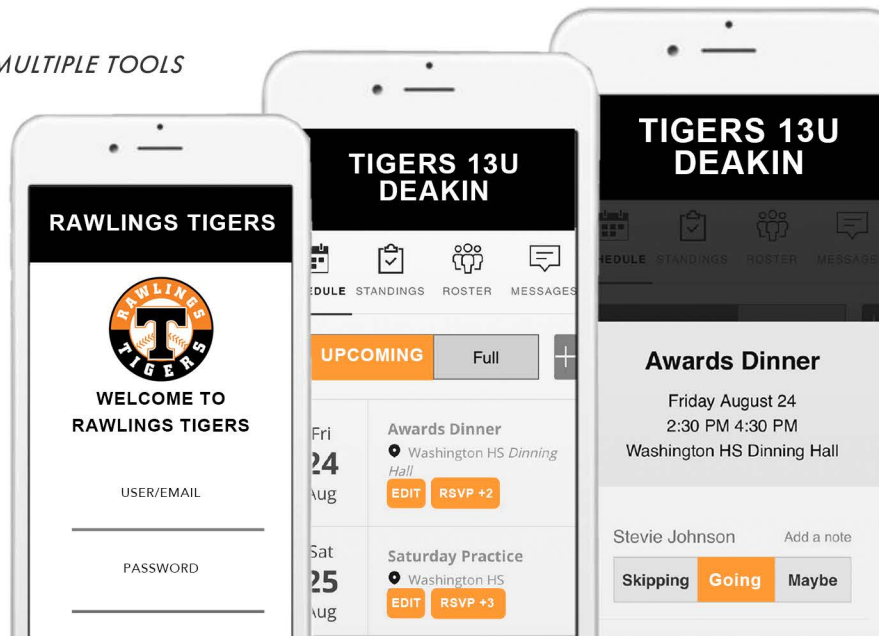 MULTIPLE TOOLS
RAWLINGS TIGERS
RAWLINGS
T
TIGERS
WELCOME TO
RAWLINGS TIGERS
USER/EMAIL
PASSWORD
TIGERS 13U
DEAKIN
EDULE STANDINGS ROSTER MESSAGES
UPCOMING Full +
Fri
24
Aug
Awards Dinner
Washington HS Dinning
Hall
EDIT RSVP +2
Sat
25
Aug
Saturday Practice
Washington HS
EDIT RSVP +3
TIGERS 13U
DEAKIN
HEDULE STANDINGS ROSTER MESSAGE
Awards Dinner
Friday August 24
2:30 PM 4:30 PM
Washington HS Dinning Hall
Stevie Johnson Add a note
Skipping Going Maybe